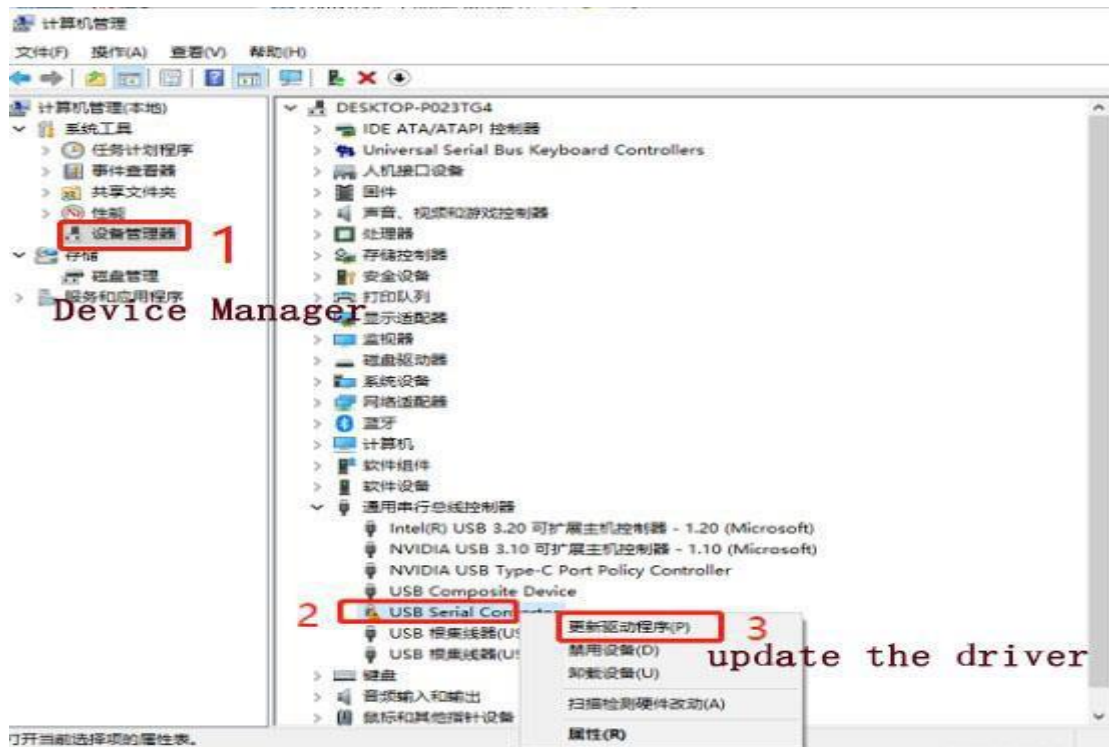 计算机管理
文件(F) 操作(A) 查看(V) 帮助(H)
计算机管理(本地)
系统工具
任务计划程序
事件查看器
共享文件夹
性能
设备管理器
1
存储
磁盘管理
服务和应用程序
Device Manager
DESKTOP-P023TG4
IDE ATA/ATAPI 控制器
Universal Serial Bus Keyboard Controllers
人机接口设备
固件
声音、视频和游戏控制器
处理器
存储控制器
安全设备
打印队列
显示适配器
监视器
磁盘驱动器
系统设备
网络适配器
蓝牙
计算机
软件组件
软件设备
通用串行总线控制器
Intel(R) USB 3.20 可扩展主机控制器 - 1.20 (Microsoft)
NVIDIA USB 3.10 可扩展主机控制器 - 1.10 (Microsoft)
NVIDIA USB Type-C Port Policy Controller
USB Composite Device
2
USB Serial Converter
USB 根集线器(US
USB 根集线器(US
键盘
音频输入和输出
鼠标和其他指针设备
更新驱动程序(P)
3
禁用设备(D)
update the driver
卸载设备(U)
扫描检测硬件改动(A)
属性(R)
打开当前选择项的属性表。